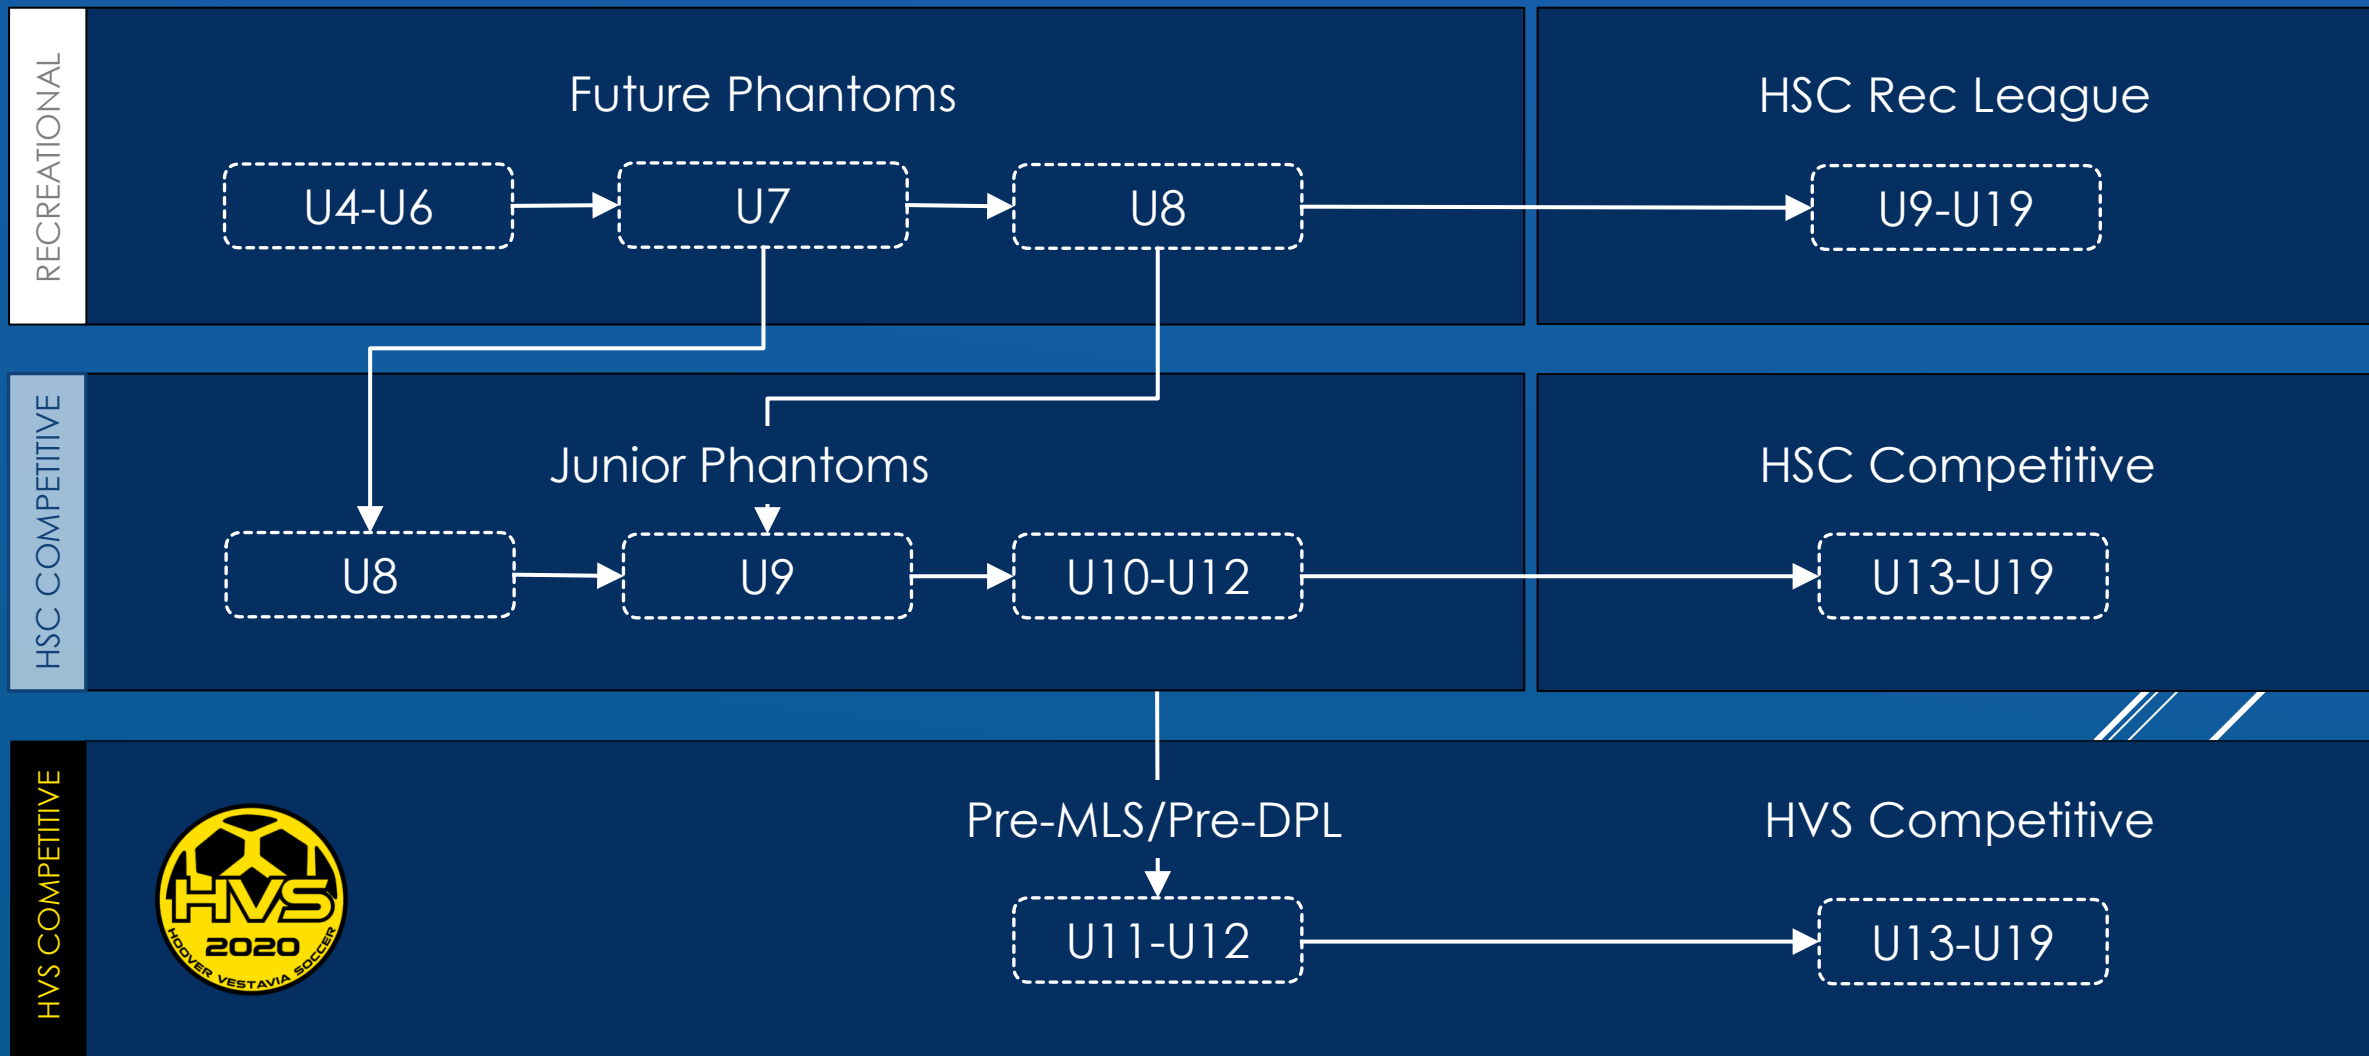 RECREATIONAL
Future Phantoms
U4-U6
U7
U8
HSC Rec League
U9-U19
HSC COMPETITIVE
Junior Phantoms
U8
U9
U10-U12
HSC Competitive
U13-U19
HVS COMPETITIVE
HVS
2020
HOOVER VESTAVIA SOCCER
Pre-MLS/Pre-DPL
U11-U12
HVS Competitive
U13-U19